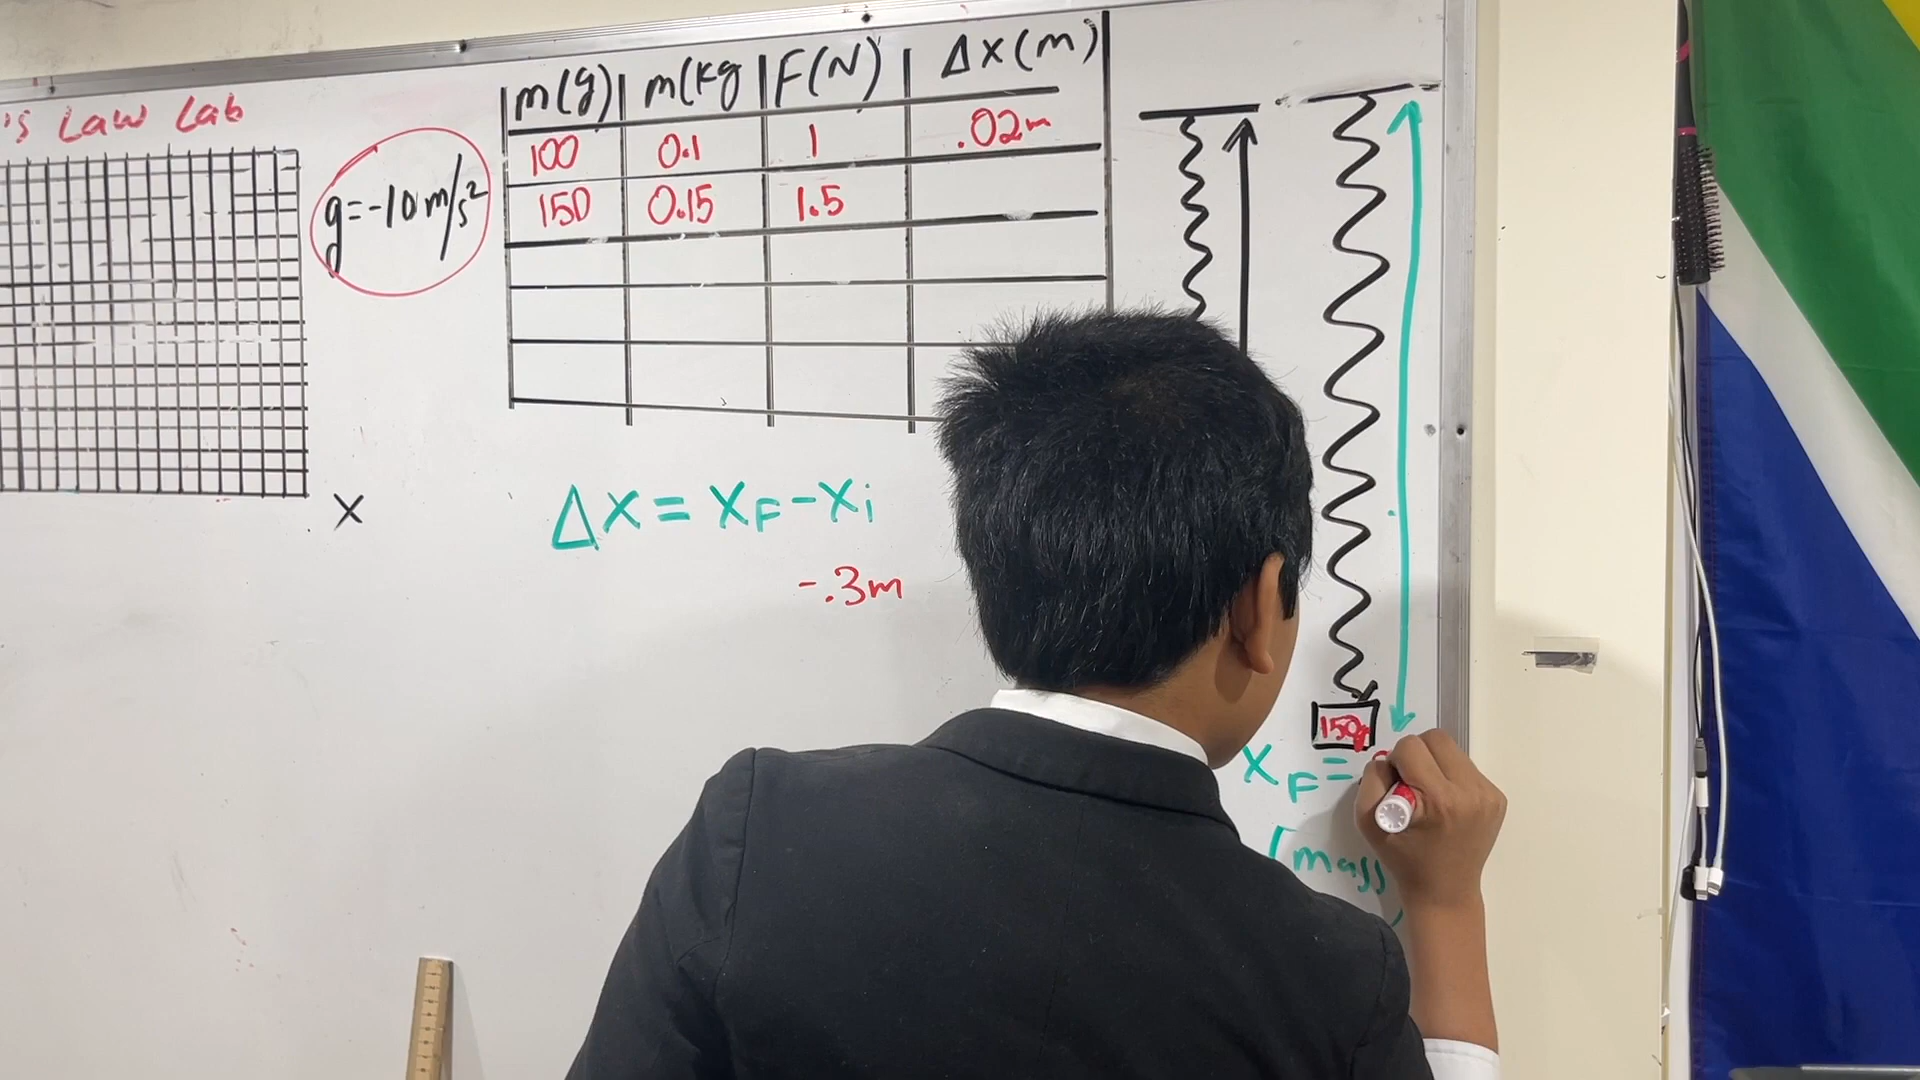 's Law Lab
g=-10m/s²
m(g) m(kg F(N) Δx(m)
100 0.1 1 .02m
150 0.15 1.5
x
Δx = xF - xi
-.3m
150g
xF =
(mass